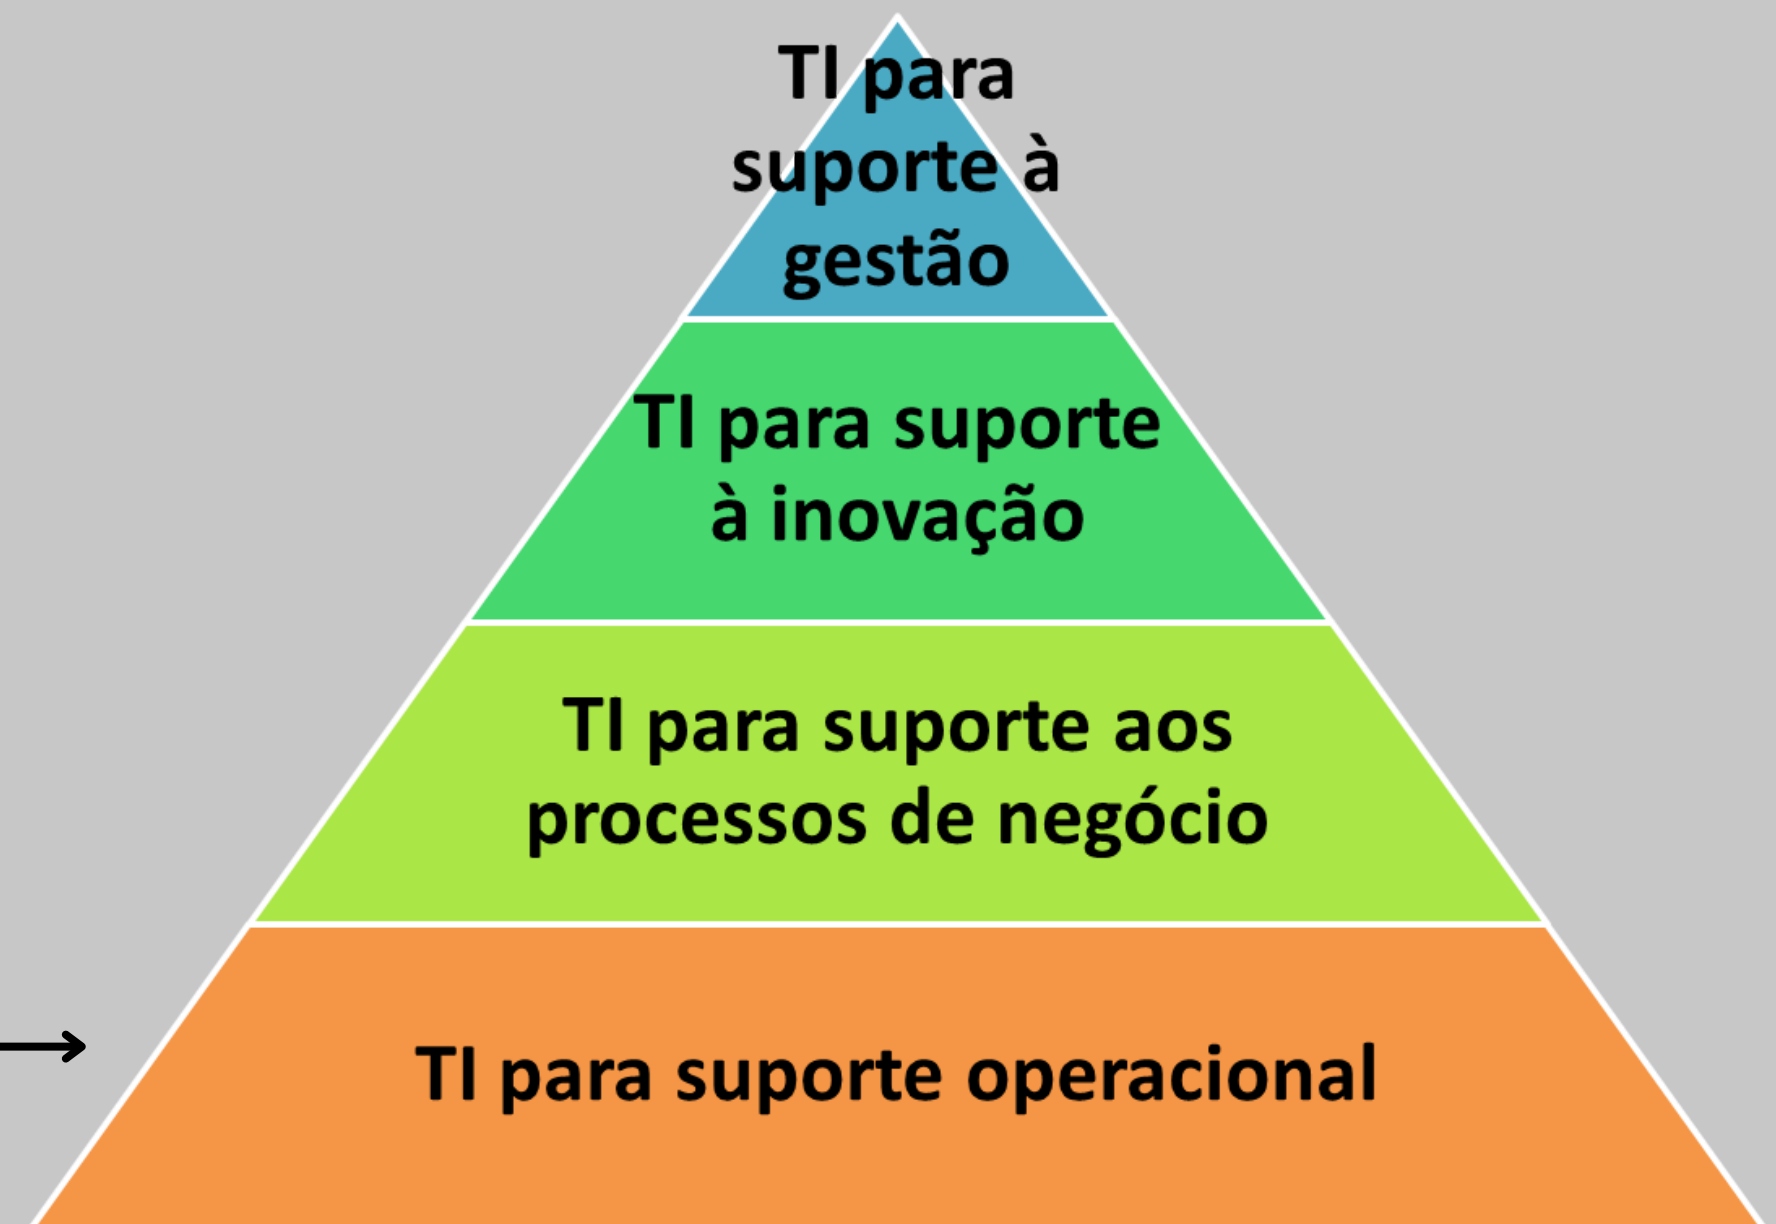 TI para
suporte à
gestão
TI para suporte
à inovação
TI para suporte aos
processos de negócio
TI para suporte operacional